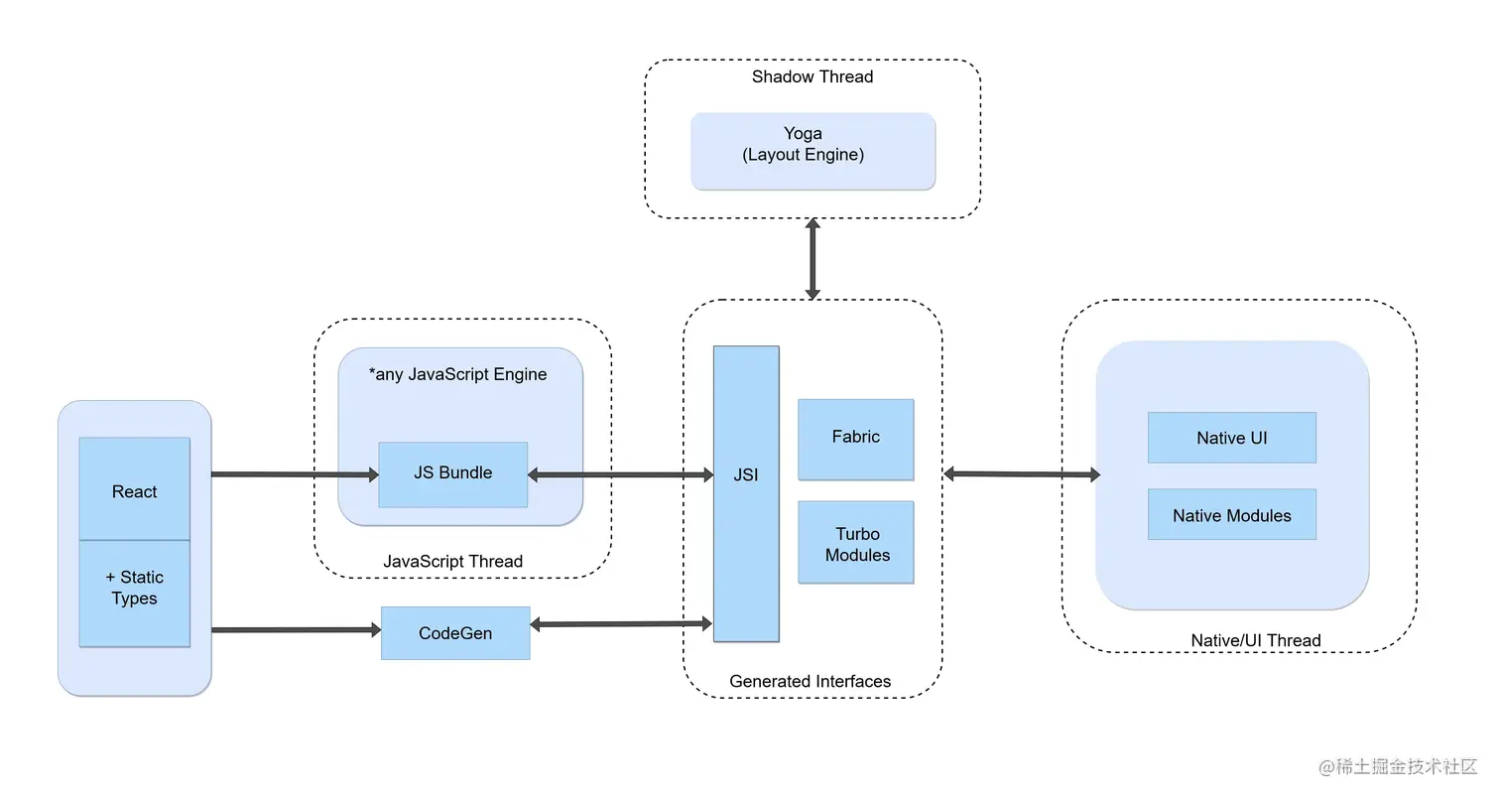 Shadow Thread
Yoga
(Layout Engine)
*any JavaScript Engine
JS Bundle
JavaScript Thread
React
+ Static
Types
CodeGen
JSI
Fabric
Turbo
Modules
Generated Interfaces
Native UI
Native Modules
Native/UI Thread
@稀土掘金技术社区